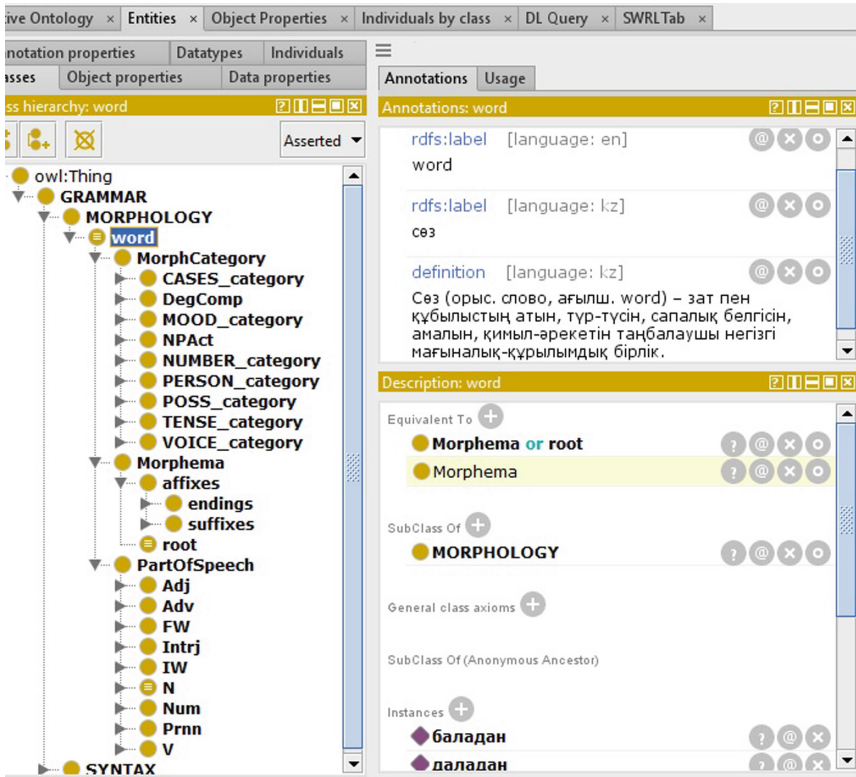 tive Ontology × Entities × Object Properties × Individuals by class × DL Query × SWRLTab ×
nnotation properties Datatypes Individuals
asses Object properties Data properties
ss hierarchy: word
Asserted
owl:Thing
GRAMMAR
MORPHOLOGY
word
MorphCategory
CASES_category
DegComp
MOOD_category
NPAct
NUMBER_category
PERSON_category
POSS_category
TENSE_category
VOICE_category
Morphema
affixes
endings
suffixes
root
PartOfSpeech
Adj
Adv
FW
Intrj
IW
N
Num
Prnn
V
SYNTAX
Annotations Usage
Annotations: word
rdfs:label [language: en]
word
rdfs:label [language: kz]
сөз
definition [language: kz]
Сөз (орыс. слово, ағылш. word) – зат пен
құбылыстың атын, түр-түсін, сапалық белгісін,
амалын, қимыл-әрекетін таңбалаушы негізгі
мағыналық-құрылымдық бірлік.
Description: word
Equivalent To
Morphema or root
Morphema
SubClass Of
MORPHOLOGY
General class axioms
SubClass Of (Anonymous Ancestor)
Instances
баладан
даладан